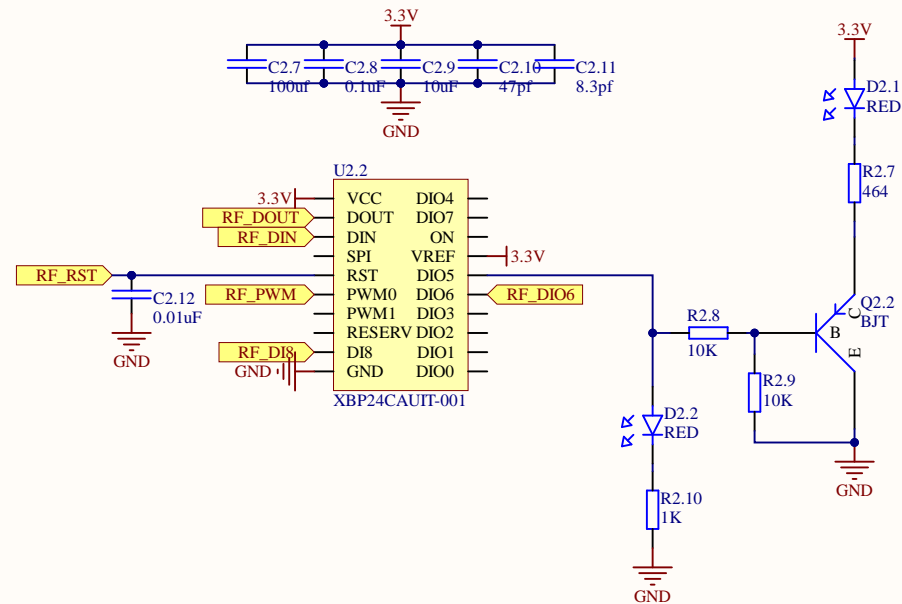 3.3V
C2.7
100uf
C2.8
0.1uF
C2.9
10uF
C2.10
47pf
C2.11
8.3pf
GND
3.3V
D2.1
RED
R2.7
464
Q2.2
BJT
C
B
E
GND
U2.2
3.3V
VCC
DIO4
RF_DOUT
DOUT
DIO7
RF_DIN
DIN
ON
SPI
VREF
3.3V
RF_RST
RST
DIO5
RF_PWM
PWM0
DIO6
RF_DIO6
PWM1
DIO3
RESERV
DIO2
RF_DI8
DI8
DIO1
GND
GND
DIO0
XBP24CAUIT-001
C2.12
0.01uF
GND
R2.8
10K
R2.9
10K
D2.2
RED
R2.10
1K
GND